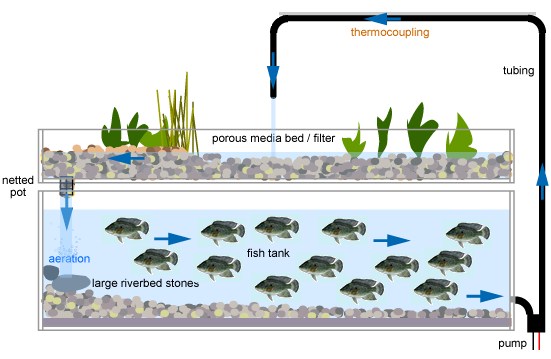 thermocoupling
tubing
porous media bed / filter
netted
pot
fish tank
aeration
large riverbed stones
pump